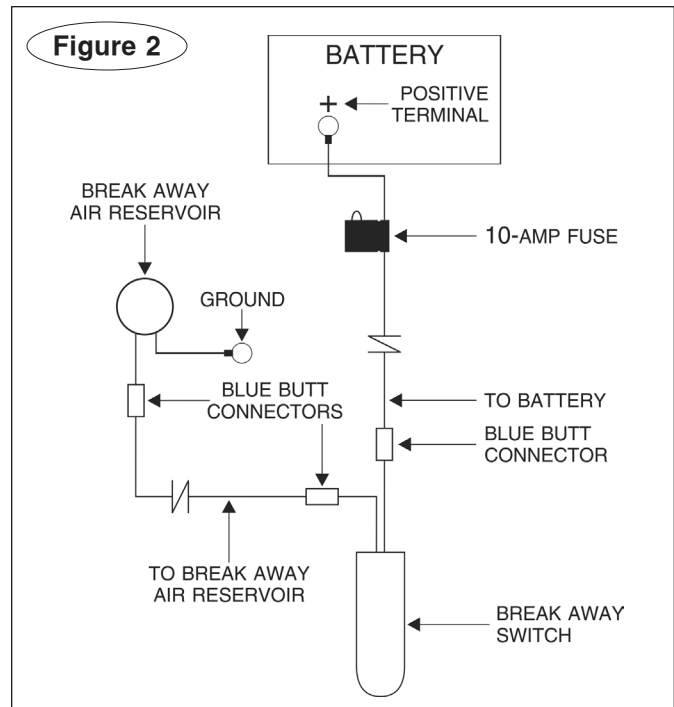 Figure 2
BATTERY
+
POSITIVE
TERMINAL
BREAK AWAY
AIR RESERVOIR
10-AMP FUSE
GROUND
BLUE BUTT
CONNECTORS
TO BATTERY
BLUE BUTT
CONNECTOR
TO BREAK AWAY
AIR RESERVOIR
BREAK AWAY
SWITCH